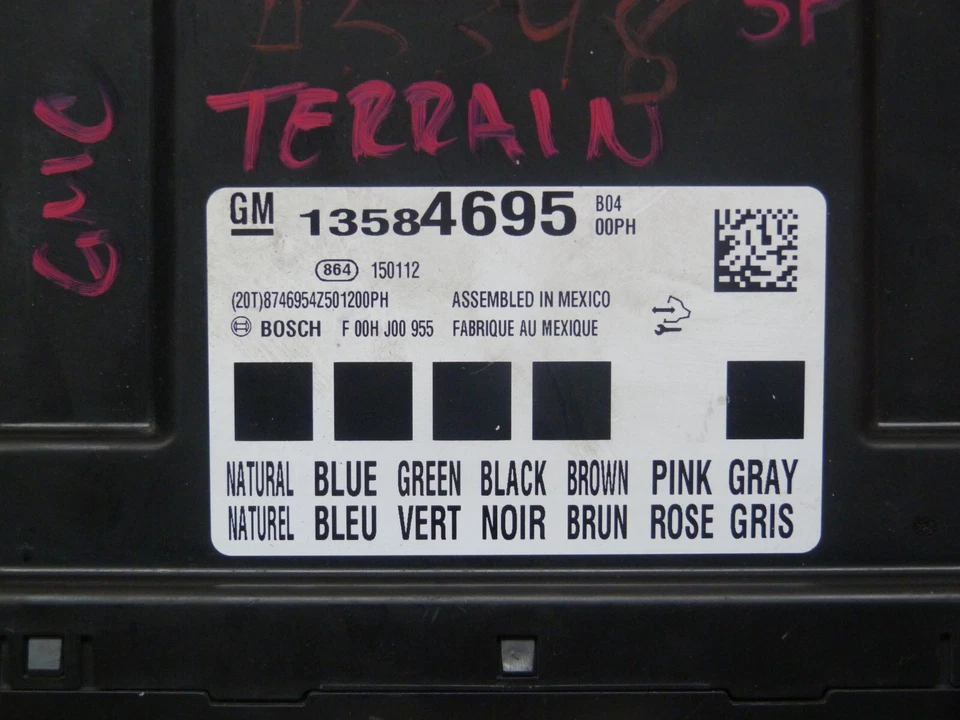 SP
TERRAIN
GMC
GM 13584695 B04
00PH
864 150112
(20T)8746954Z501200PH ASSEMBLED IN MEXICO
BOSCH F 00H J00 955 FABRIQUE AU MEXIQUE
NATURAL BLUE GREEN BLACK BROWN PINK GRAY
NATUREL BLEU VERT NOIR BRUN ROSE GRIS